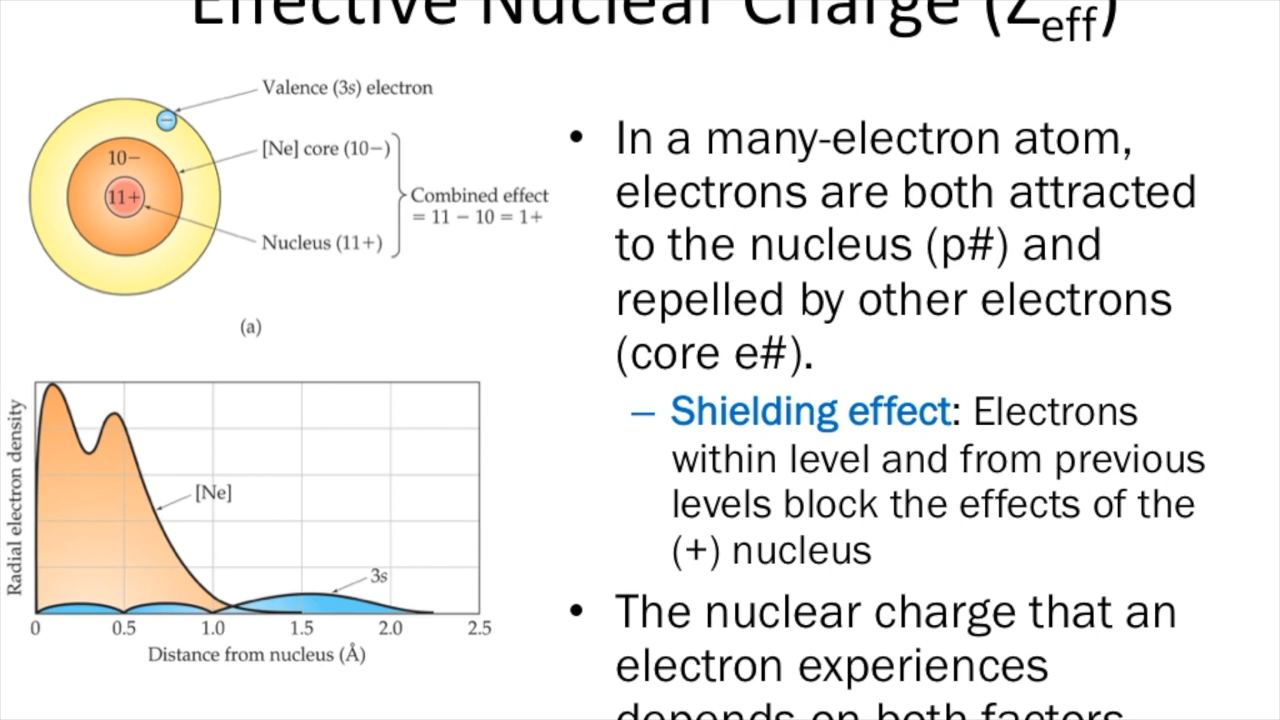 Effective Nuclear Charge (Zeff)
Valence (3s) electron
[Ne] core (10−)
10−
11+
Combined effect
= 11 − 10 = 1+
Nucleus (11+)
(a)
Radial electron density
[Ne]
3s
0 0.5 1.0 1.5 2.0 2.5
Distance from nucleus (Å)
• In a many-electron atom,
electrons are both attracted
to the nucleus (p#) and
repelled by other electrons
(core e#).
– Shielding effect: Electrons
within level and from previous
levels block the effects of the
(+) nucleus
• The nuclear charge that an
electron experiences
depends on both factors